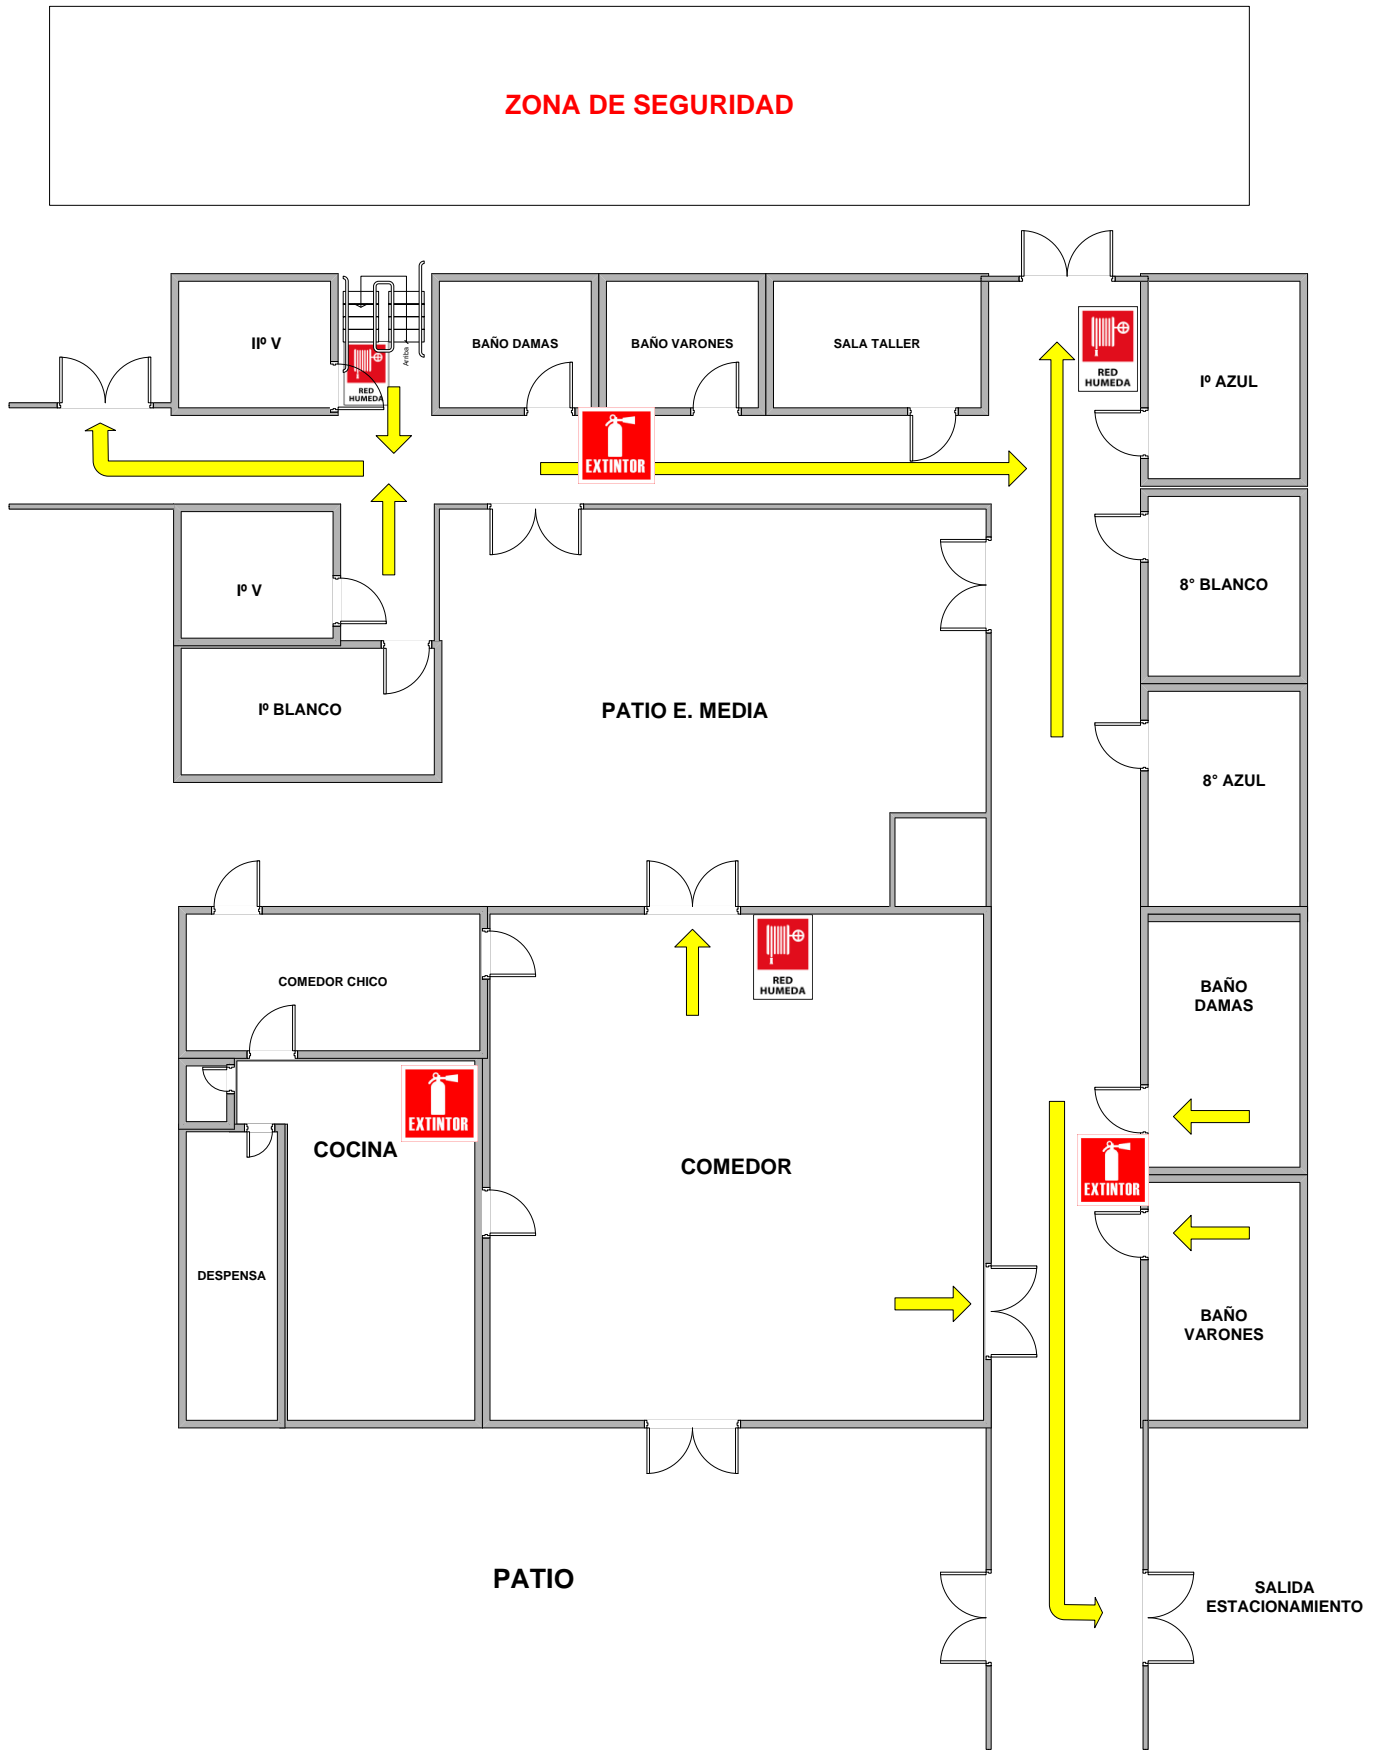 ZONA DE SEGURIDAD
IIº V
Arriba
RED
HUMEDA
BAÑO DAMAS
BAÑO VARONES
SALA TALLER
RED
HUMEDA
Iº AZUL
EXTINTOR
Iº V
8° BLANCO
Iº BLANCO
PATIO E. MEDIA
8° AZUL
COMEDOR CHICO
RED
HUMEDA
BAÑO
DAMAS
EXTINTOR
COCINA
COMEDOR
EXTINTOR
DESPENSA
BAÑO
VARONES
PATIO
SALIDA
ESTACIONAMIENTO